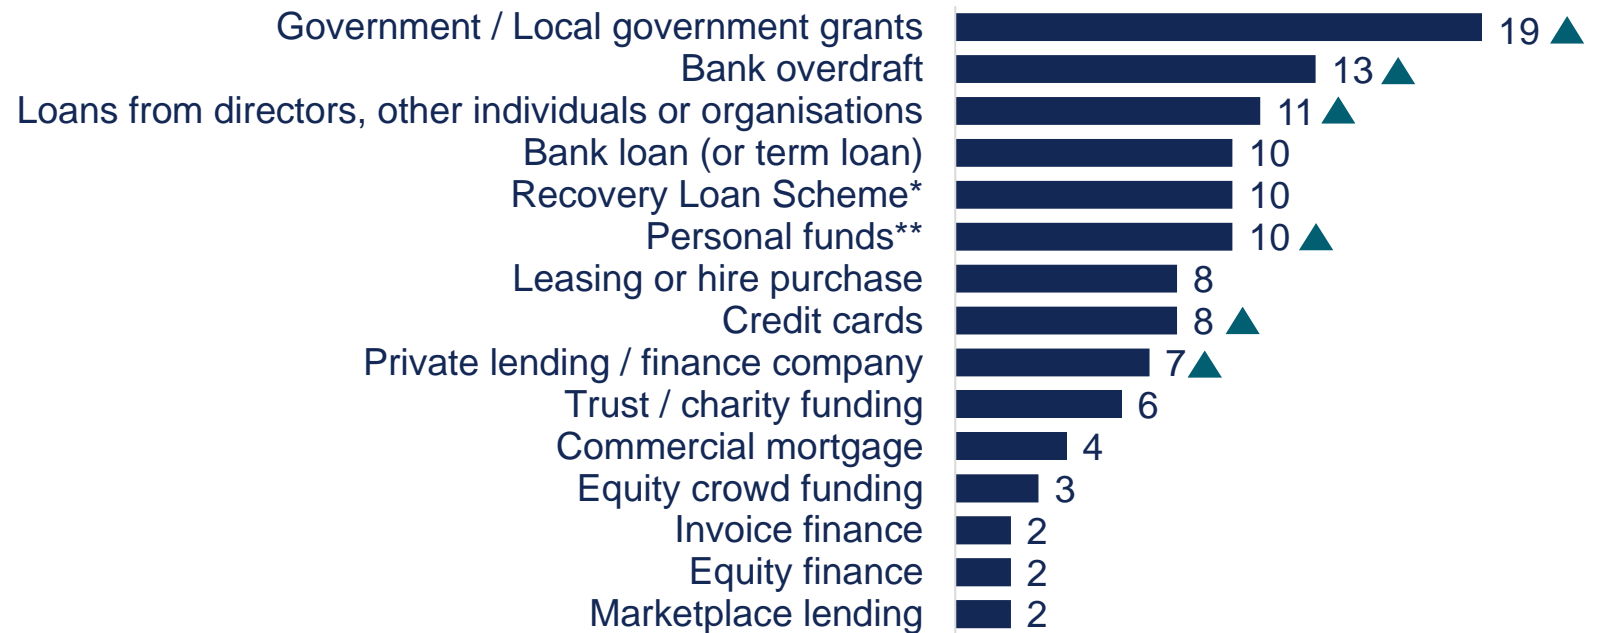 Government / Local government grants 19 ▲
Bank overdraft 13 ▲
Loans from directors, other individuals or organisations 11 ▲
Bank loan (or term loan) 10
Recovery Loan Scheme* 10
Personal funds** 10 ▲
Leasing or hire purchase 8
Credit cards 8 ▲
Private lending / finance company 7 ▲
Trust / charity funding 6
Commercial mortgage 4
Equity crowd funding 3
Invoice finance 2
Equity finance 2
Marketplace lending 2